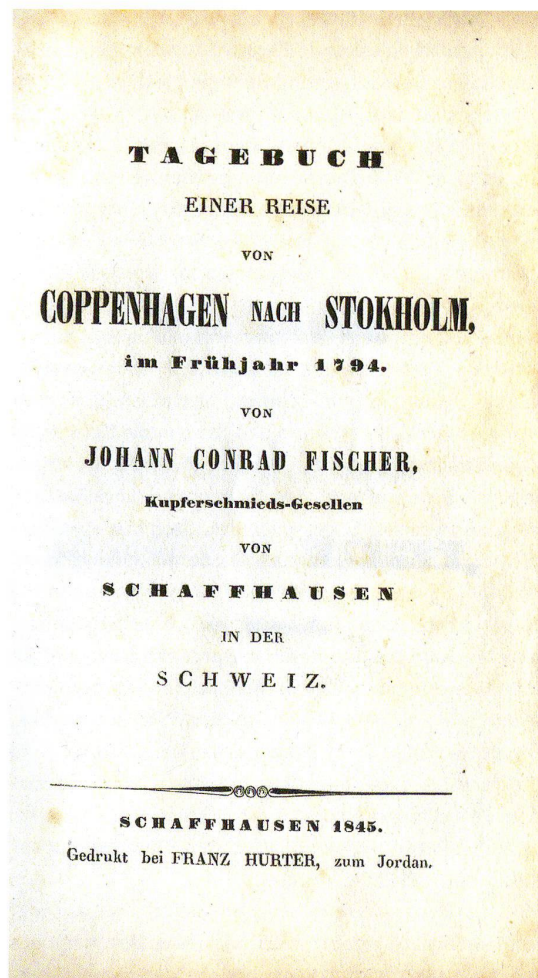 TAGEBUCH
EINER REISE
VON
COPPENHAGEN NACH STOKHOLM,
im Frühjahr 1794.
VON
JOHANN CONRAD FISCHER,
Kupferschmieds-Gesellen
VON
SCHAFFHAUSEN
IN DER
SCHWEIZ.
SCHAFFHAUSEN 1845.
Gedrukt bei FRANZ HURTER, zum Jordan.